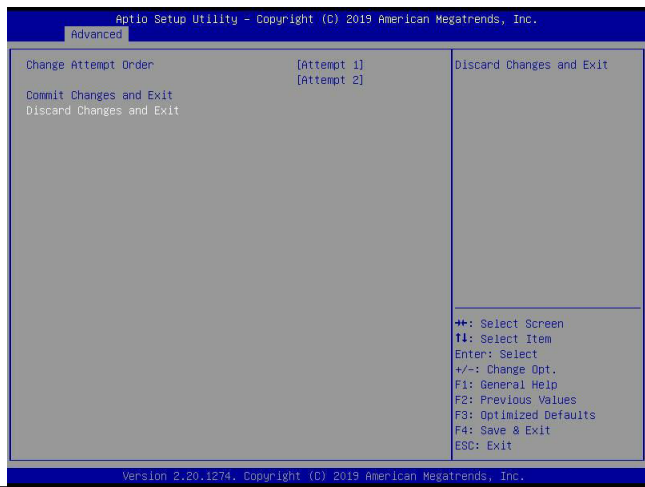 Aptio Setup Utility – Copyright (C) 2019 American Megatrends, Inc.
Advanced
Change Attempt Order [Attempt 1]
[Attempt 2]
Commit Changes and Exit
Discard Changes and Exit
Discard Changes and Exit
→←: Select Screen
↑↓: Select Item
Enter: Select
+/-: Change Opt.
F1: General Help
F2: Previous Values
F3: Optimized Defaults
F4: Save & Exit
ESC: Exit
Version 2.20.1274. Copyright (C) 2019 American Megatrends, Inc.